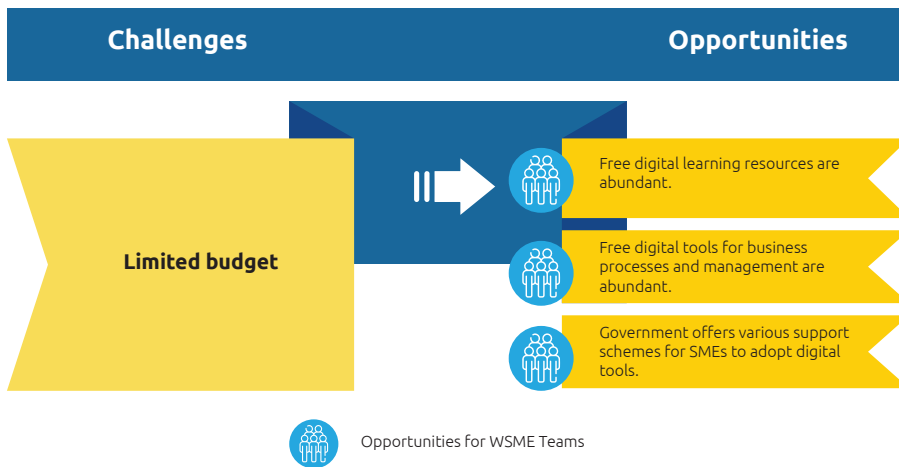 Challenges
Opportunities
Limited budget
Free digital learning resources are
abundant.
Free digital tools for business
processes and management are
abundant.
Government offers various support
schemes for SMEs to adopt digital
tools.
Opportunities for WSME Teams